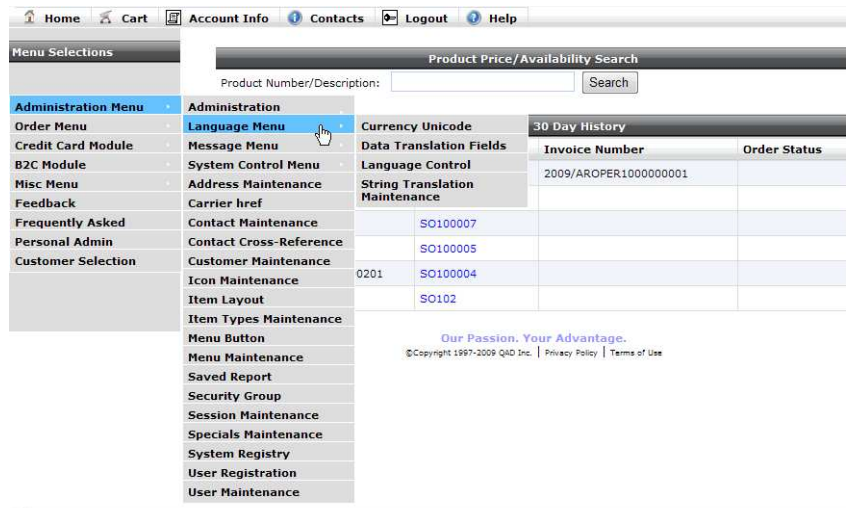 Home Cart Account Info Contacts Logout Help
Menu Selections
Product Price/Availability Search
Product Number/Description: Search
Administration Menu
Order Menu
Credit Card Module
B2C Module
Misc Menu
Feedback
Frequently Asked
Personal Admin
Customer Selection
Administration
Language Menu
Message Menu
System Control Menu
Address Maintenance
Carrier href
Contact Maintenance
Contact Cross-Reference
Customer Maintenance
Icon Maintenance
Item Layout
Item Types Maintenance
Menu Button
Menu Maintenance
Saved Report
Security Group
Session Maintenance
Specials Maintenance
System Registry
User Registration
User Maintenance
Currency Unicode
Data Translation Fields
Language Control
String Translation
Maintenance
30 Day History
Invoice Number Order Status
2009/AROPER1000000001
SO100007
SO100005
0201 SO100004
SO102
Our Passion. Your Advantage.
©Copyright 1997-2009 QAD Inc. | Privacy Policy | Terms of Use